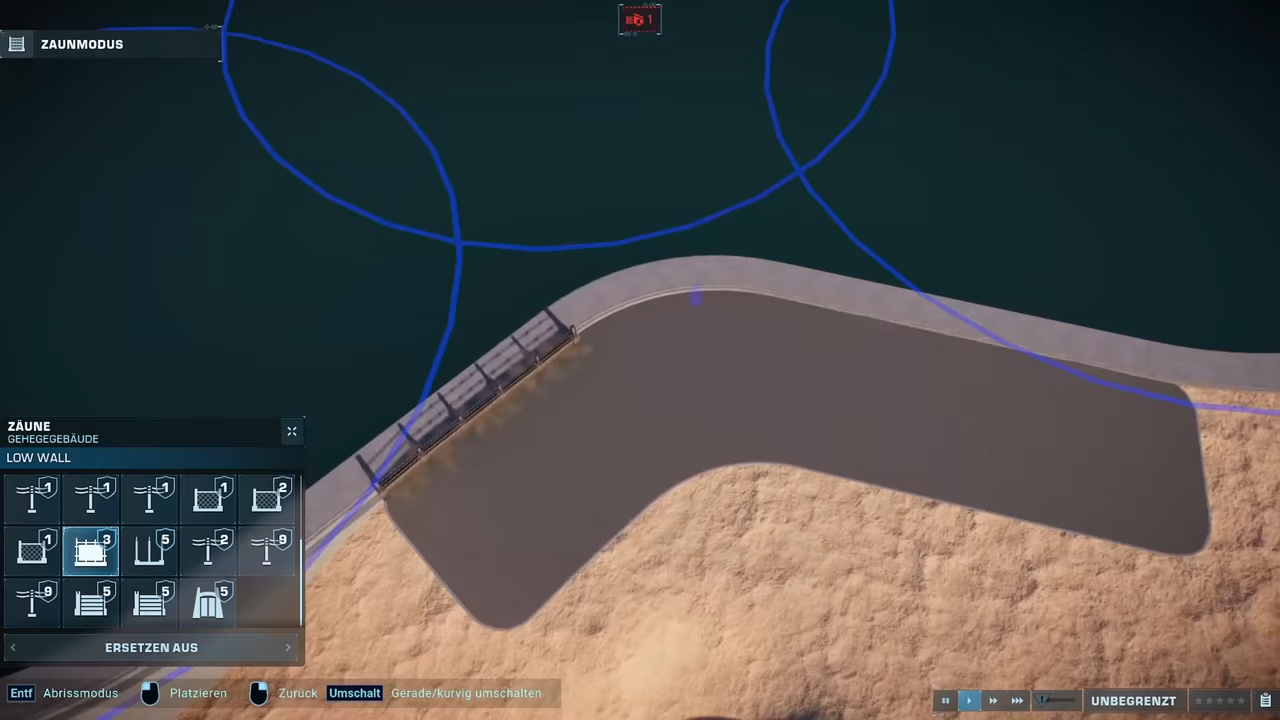 1
ZAUNMODUS
ZÄUNE
GEHEGEGEBÄUDE
LOW WALL
1 1 1 1 2
1 3 5 2 9
9 5 5 5
ERSETZEN AUS
Entf Abrissmodus Platzieren Zurück Umschalt Gerade/kurvig umschalten
UNBEGRENZT